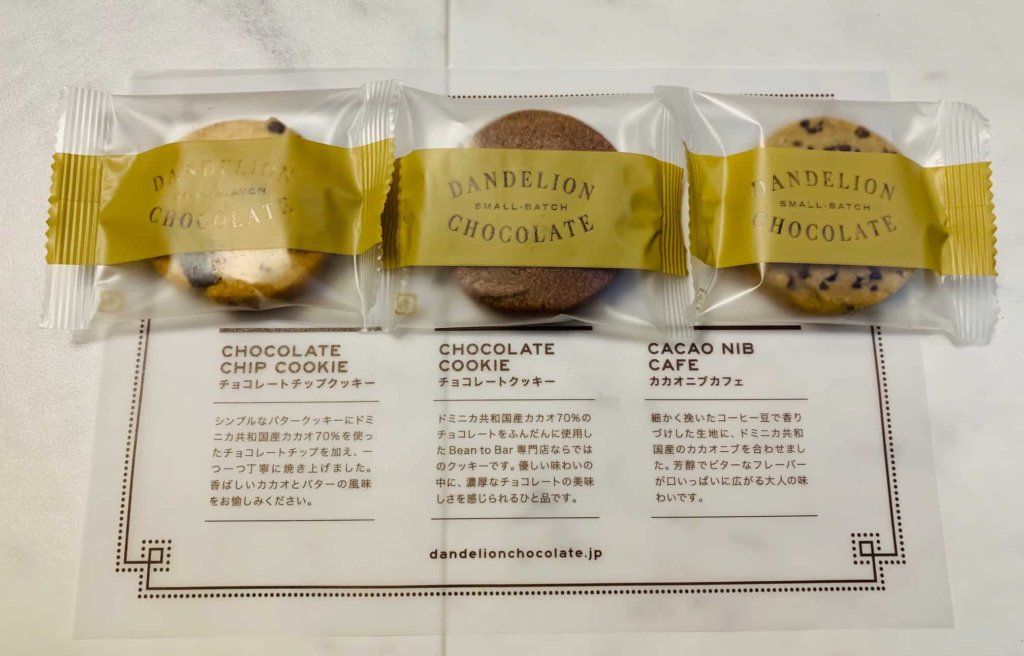 DANDELION
SMALL-BATCH
CHOCOLATE
DANDELION
SMALL-BATCH
CHOCOLATE
DANDELION
SMALL-BATCH
CHOCOLATE
CHOCOLATE
CHIP COOKIE
チョコレートチップクッキー
シンプルなバタークッキーにドミ
ニカ共和国産カカオ70%を使っ
たチョコレートチップを加え、一
つ一つ丁寧に焼き上げました。
香ばしいカカオとバターの風味
をお愉しみください。
CHOCOLATE
COOKIE
チョコレートクッキー
ドミニカ共和国産カカオ70%の
チョコレートをふんだんに使用し
たBean to Bar専門店ならでは
のクッキーです。優しい味わいの
中に、濃厚なチョコレートの美味
しさを感じられるひと品です。
CACAO NIB
CAFE
カカオニブカフェ
細かく挽いたコーヒー豆で香り
づけした生地に、ドミニカ共和
国産のカカオニブを合わせまし
た。芳醇でビターなフレーバー
が口いっぱいに広がる大人の味
わいです。
dandelionchocolate.jp